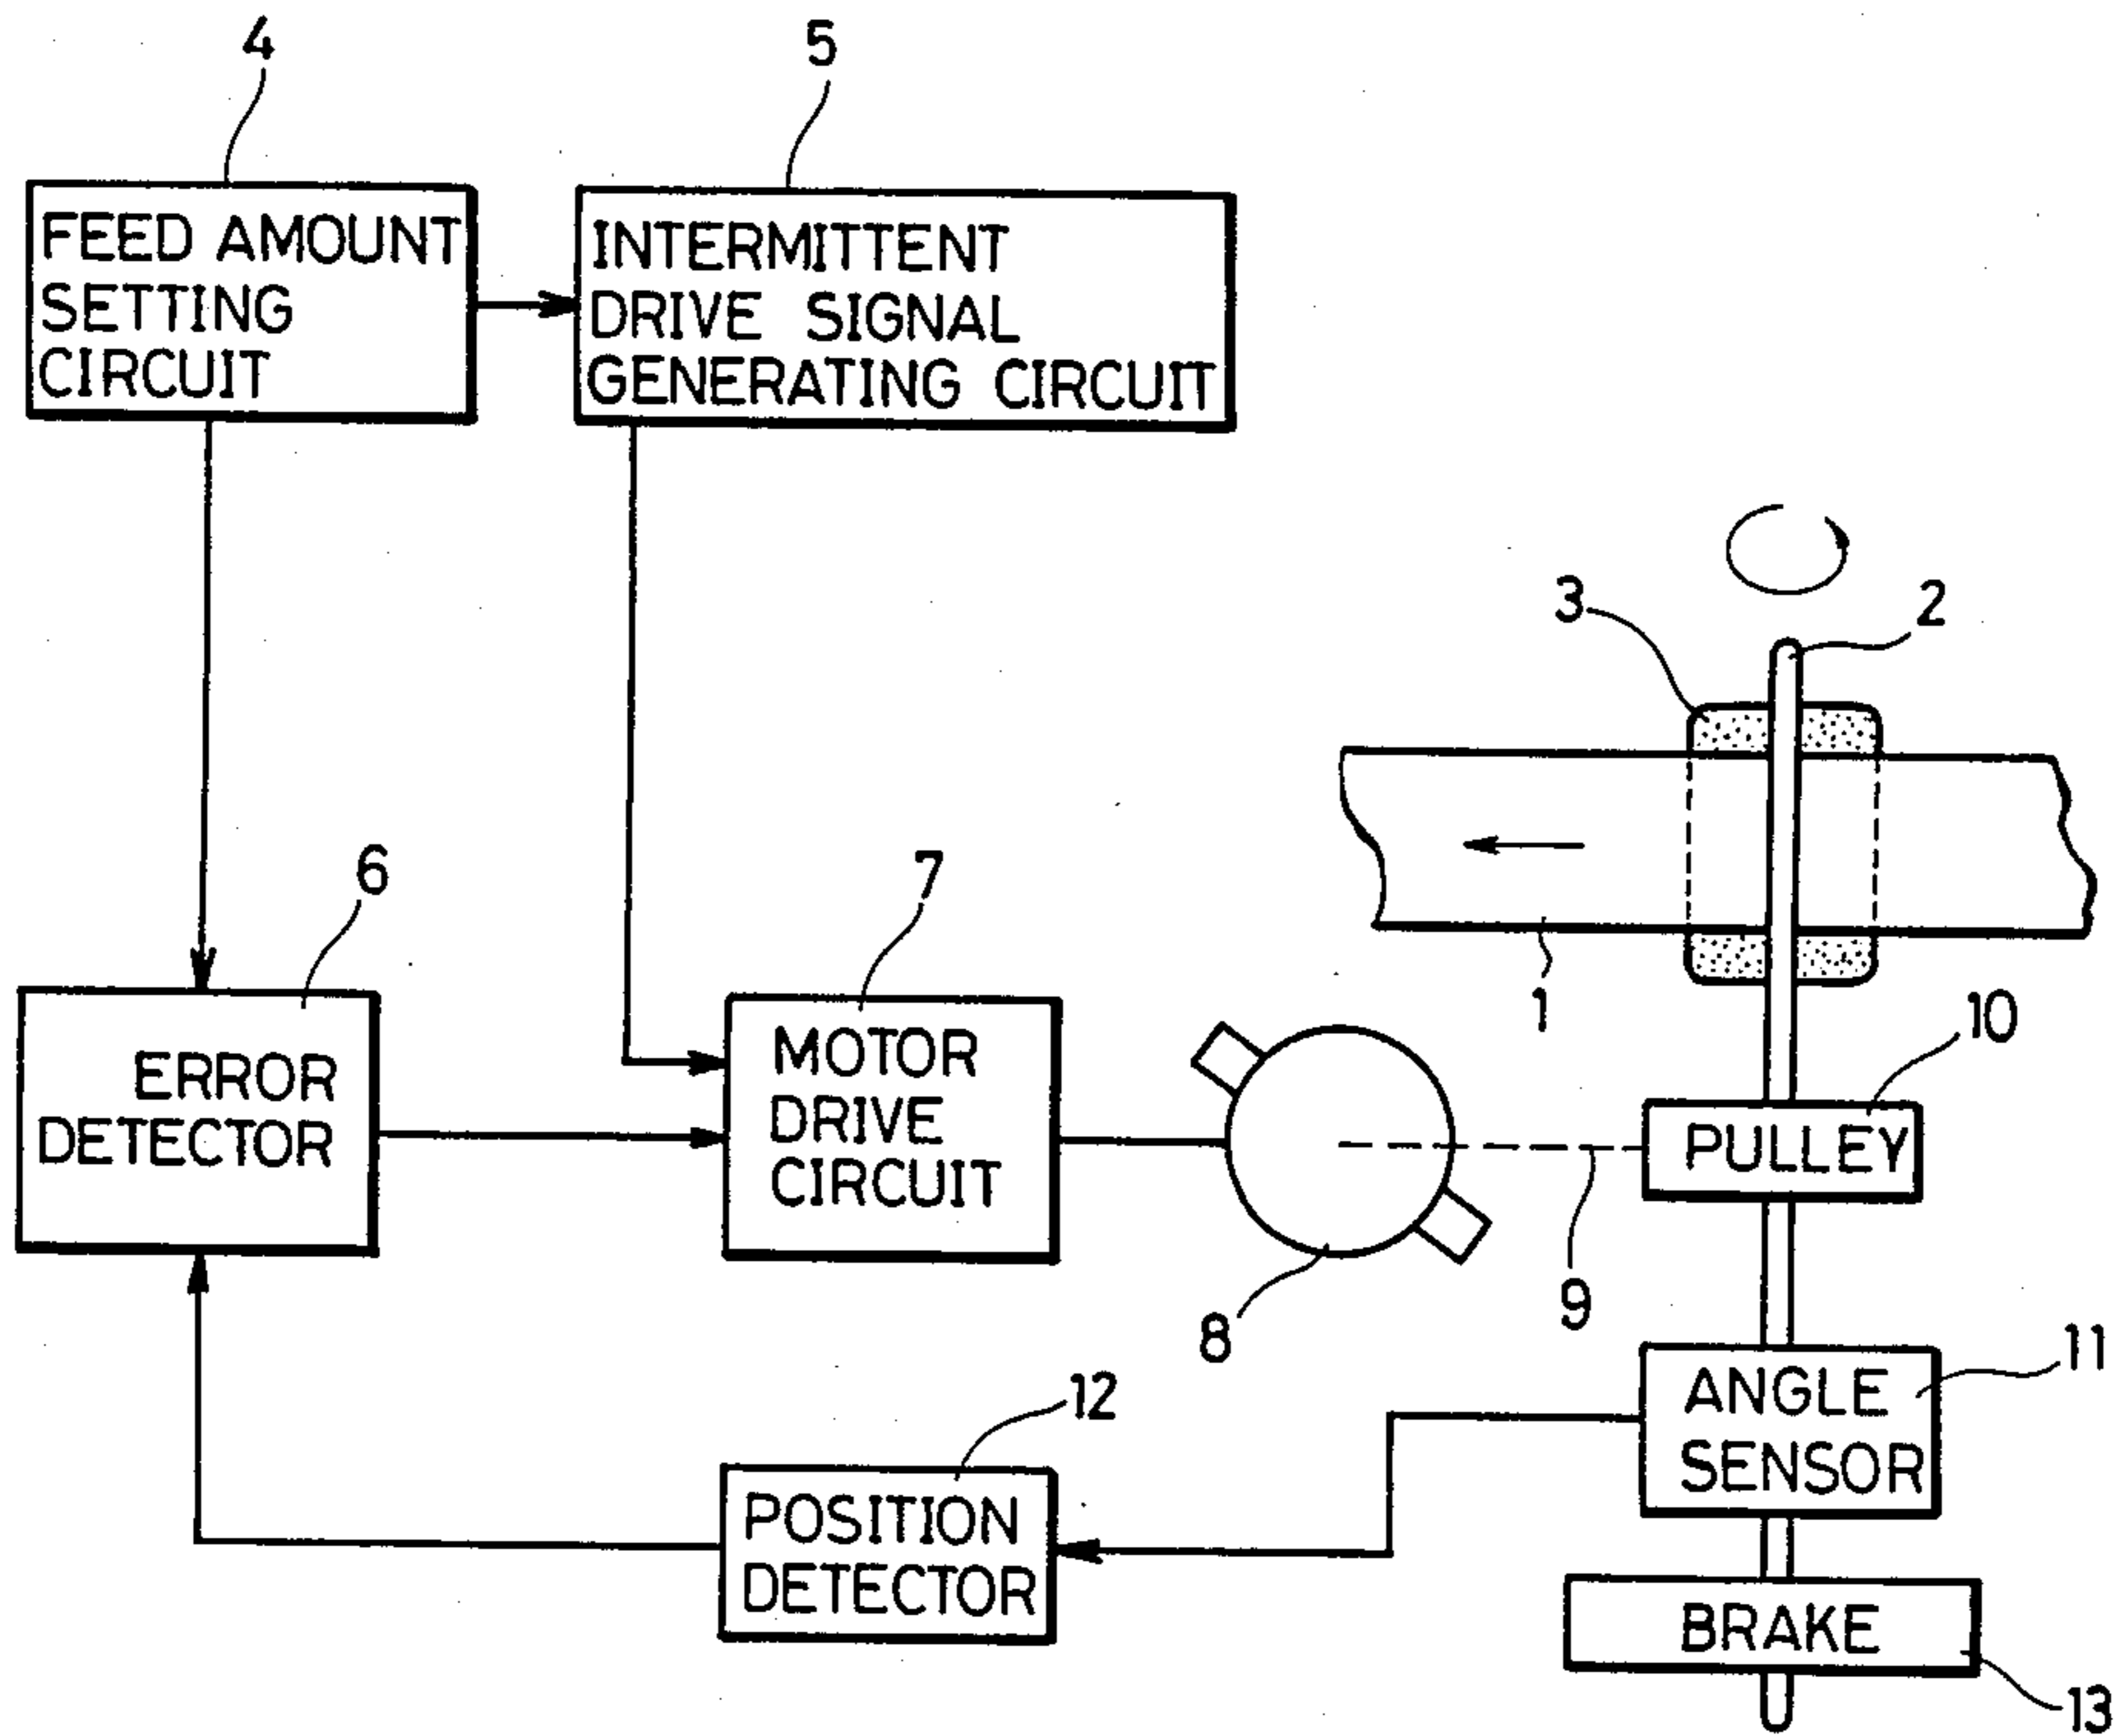 4
5
FEED AMOUNT
SETTING
CIRCUIT
INTERMITTENT
DRIVE SIGNAL
GENERATING CIRCUIT
3
2
6
7
1
10
ERROR
DETECTOR
MOTOR
DRIVE
CIRCUIT
PULLEY
8
9
11
12
ANGLE
SENSOR
POSITION
DETECTOR
BRAKE
13